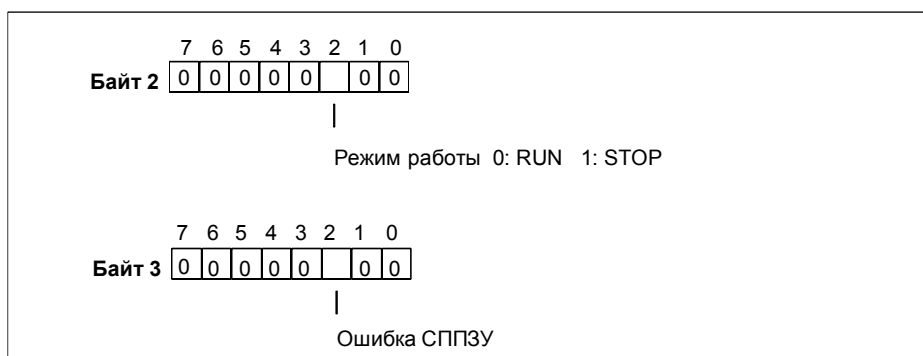 7 6 5 4 3 2 1 0
Байт 2 0 0 0 0 0 0 0
Режим работы 0: RUN 1: STOP
7 6 5 4 3 2 1 0
Байт 3 0 0 0 0 0 0 0
Ошибка СППЗУ